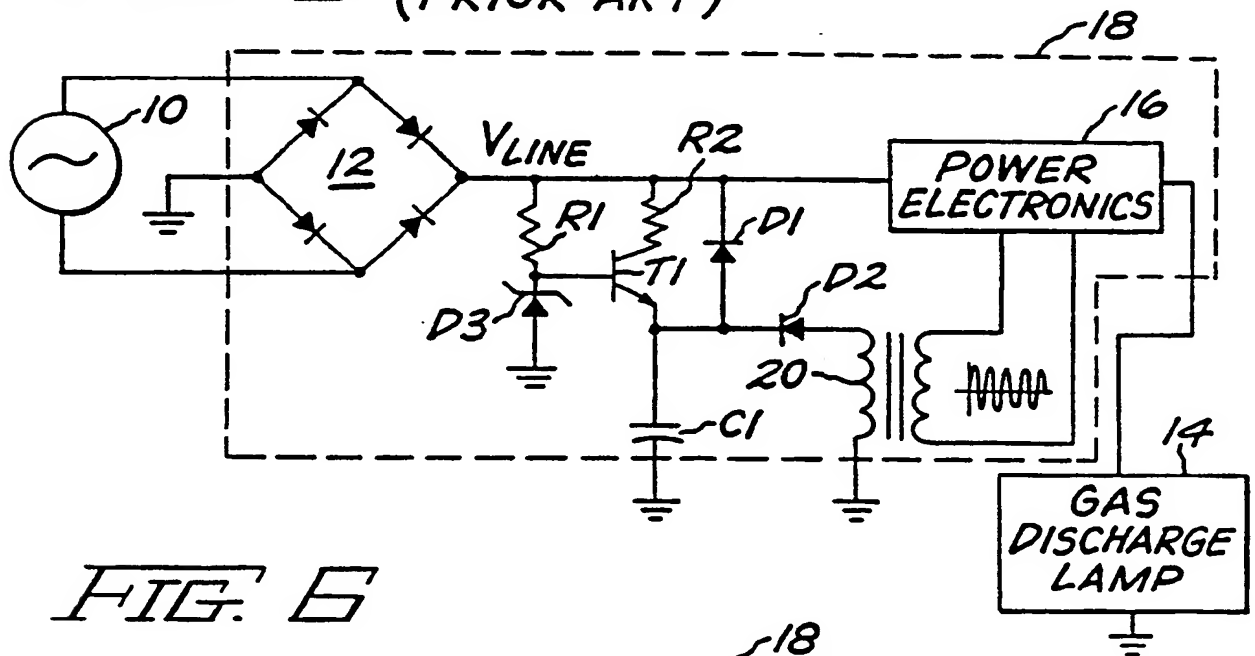 (PRIOR ART)
18
10
12
VLINE
R2
16
POWER
ELECTRONICS
R1
D1
T1
D2
D3
20
C1
14
GAS
DISCHARGE
LAMP
FIG. 6
18